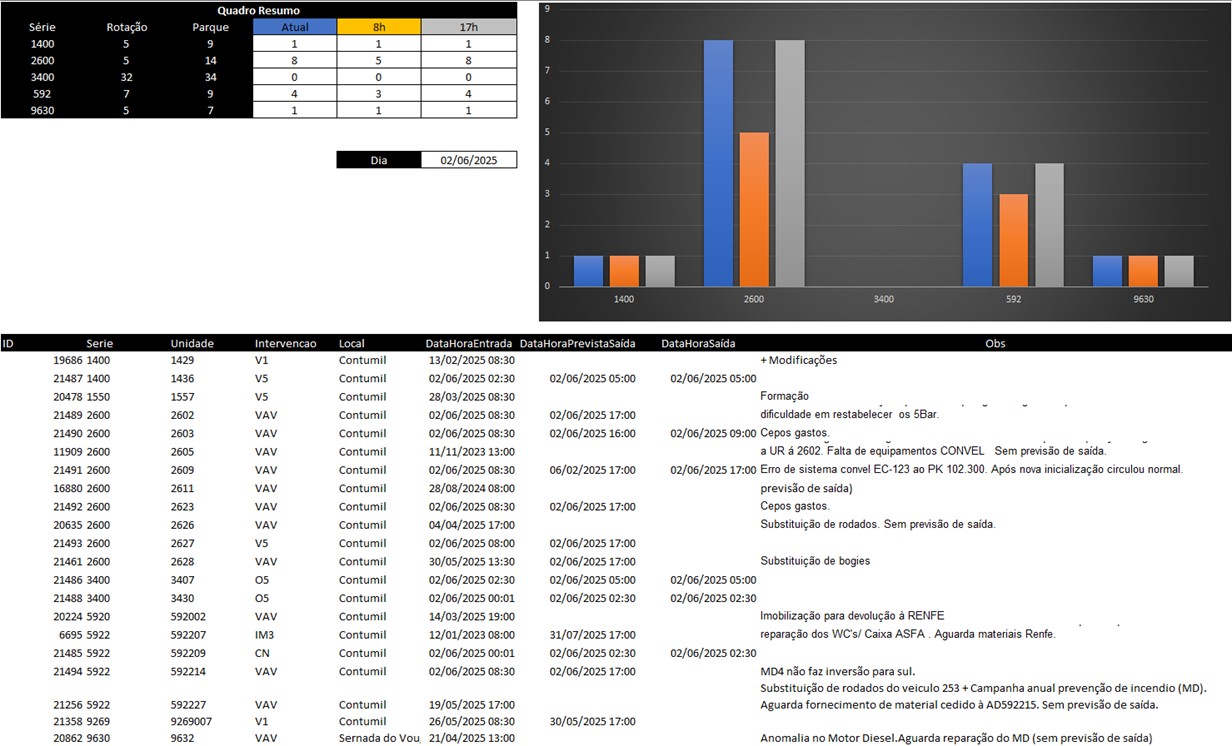 Quadro Resumo
Série Rotação Parque Atual 8h 17h
1400 5 9 1 1 1
2600 5 14 8 5 8
3400 32 34 0 0 0
592 7 9 4 3 4
9630 5 7 1 1 1
Dia 02/06/2025
9
8
7
6
5
4
3
2
1
0
1400 2600 3400 592 9630
ID Serie Unidade Intervencao Local DataHoraEntrada DataHoraPrevistaSaída DataHoraSaída Obs
19686 1400 1429 V1 Contumil 13/02/2025 08:30 + Modificações
21487 1400 1436 V5 Contumil 02/06/2025 02:30 02/06/2025 05:00 02/06/2025 05:00
20478 1550 1557 V5 Contumil 28/03/2025 08:30 Formação
21489 2600 2602 VAV Contumil 02/06/2025 08:30 02/06/2025 17:00 dificuldade em restabelecer os 5Bar.
21490 2600 2603 VAV Contumil 02/06/2025 08:30 02/06/2025 16:00 02/06/2025 09:00 Cepos gastos.
11909 2600 2605 VAV Contumil 11/11/2023 13:00 a UR á 2602. Falta de equipamentos CONVEL Sem previsão de saída.
21491 2600 2609 VAV Contumil 02/06/2025 08:30 06/02/2025 17:00 02/06/2025 17:00 Erro de sistema convel EC-123 ao PK 102.300. Após nova inicialização circulou normal.
16880 2600 2611 VAV Contumil 28/08/2024 08:00 previsão de saída)
21492 2600 2623 VAV Contumil 02/06/2025 08:30 02/06/2025 17:00 Cepos gastos.
20635 2600 2626 VAV Contumil 04/04/2025 17:00 Substituição de rodados. Sem previsão de saída.
21493 2600 2627 V5 Contumil 02/06/2025 08:00 02/06/2025 17:00
21461 2600 2628 VAV Contumil 30/05/2025 13:30 02/06/2025 17:00 Substituição de bogies
21486 3400 3407 O5 Contumil 02/06/2025 02:30 02/06/2025 05:00 02/06/2025 05:00
21488 3400 3430 O5 Contumil 02/06/2025 00:01 02/06/2025 02:30 02/06/2025 02:30
20224 5920 592002 VAV Contumil 14/03/2025 19:00 Imobilização para devolução à RENFE
6695 5922 592207 IM3 Contumil 12/01/2023 08:00 31/07/2025 17:00 reparação dos WC's/ Caixa ASFA . Aguarda materiais Renfe.
21485 5922 592209 CN Contumil 02/06/2025 00:01 02/06/2025 02:30 02/06/2025 02:30
21494 5922 592214 VAV Contumil 02/06/2025 08:30 02/06/2025 17:00 MD4 não faz inversão para sul.
Substituição de rodados do veiculo 253 + Campanha anual prevenção de incendio (MD).
21256 5922 592227 VAV Contumil 19/05/2025 17:00 Aguarda fornecimento de material cedido à AD592215. Sem previsão de saída.
21358 9269 9269007 V1 Contumil 26/05/2025 08:30 30/05/2025 17:00
20862 9630 9632 VAV Sernada do Vou 21/04/2025 13:00 Anomalia no Motor Diesel.Aguarda reparação do MD (sem previsão de saída)